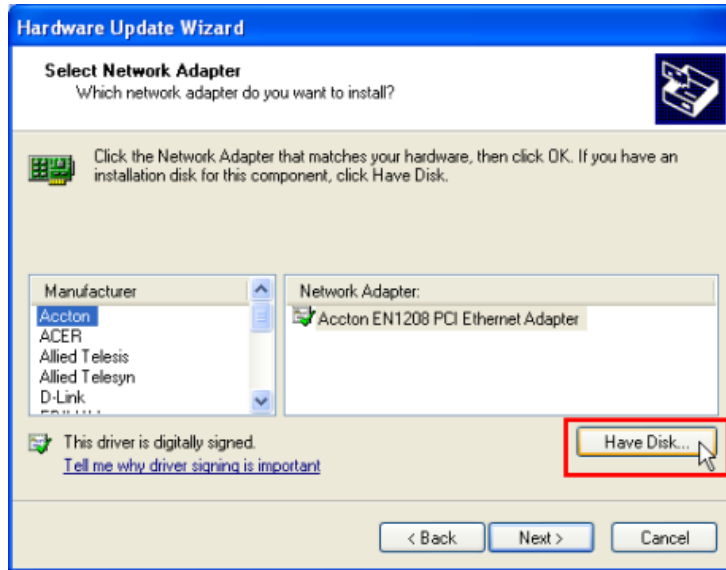 Hardware Update Wizard
Select Network Adapter
Which network adapter do you want to install?
Click the Network Adapter that matches your hardware, then click OK. If you have an
installation disk for this component, click Have Disk.
Manufacturer
Accton
ACER
Allied Telesis
Allied Telesyn
D-Link
Network Adapter:
Accton EN1208 PCI Ethernet Adapter
This driver is digitally signed.
Tell me why driver signing is important
Have Disk...
< Back
Next >
Cancel